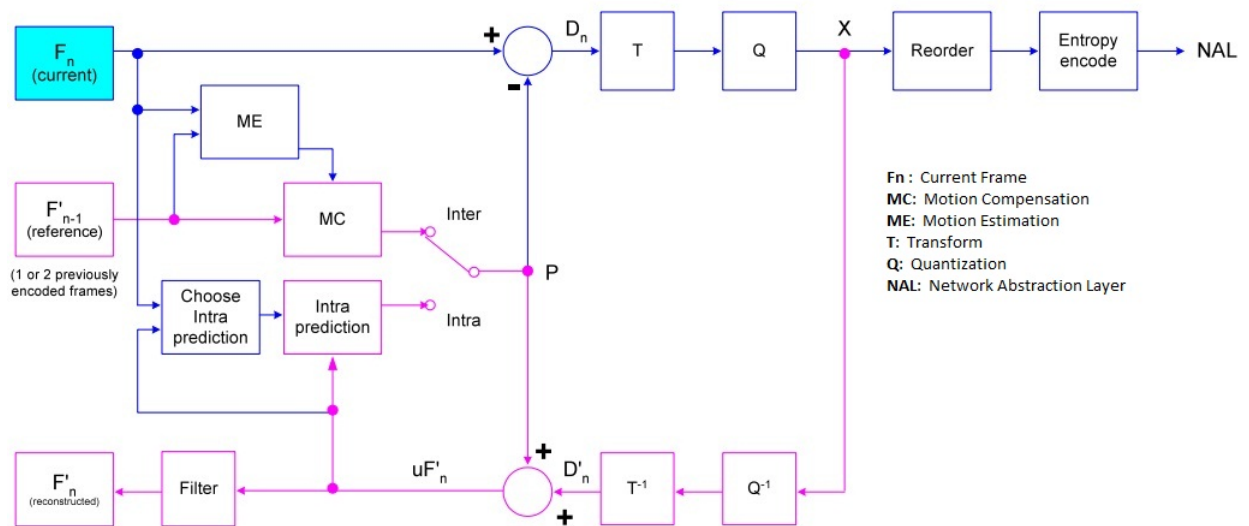 Fn
(current)
+
Dn
T
Q
X
Reorder
Entropy
encode
NAL
-
ME
F'n-1
(reference)
(1 or 2 previously
encoded frames)
MC
Inter
P
Choose
Intra
prediction
Intra
prediction
Intra
Fn : Current Frame
MC: Motion Compensation
ME: Motion Estimation
T: Transform
Q: Quantization
NAL: Network Abstraction Layer
F'n
(reconstructed)
Filter
uF'n
+
+
D'n
T-1
Q-1